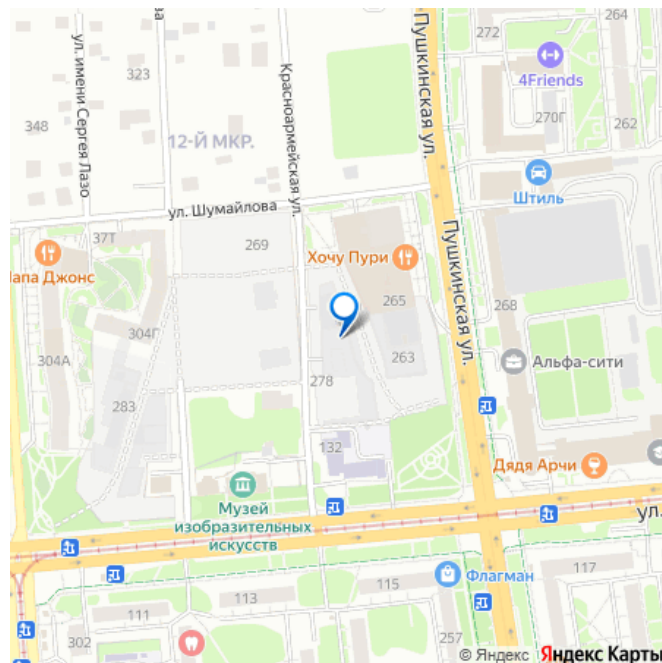 264
272
4Friends
270Г
262
Пушкинская ул.
ул. имени Сергея Лазо
ва
323
348
12-Й МКР.
Красноармейская ул.
Штиль
ул. Шумайлова
37Т
269
Хочу Пури
Папа Джонс
Пушкинская ул.
265
268
304Г
304А
263
Альфа-сити
278
283
132
Дядя Арчи
Музей
изобразительных
искусств
ул.
Флагман
117
115
113
111
302
257
© Яндекс Яндекс Карты